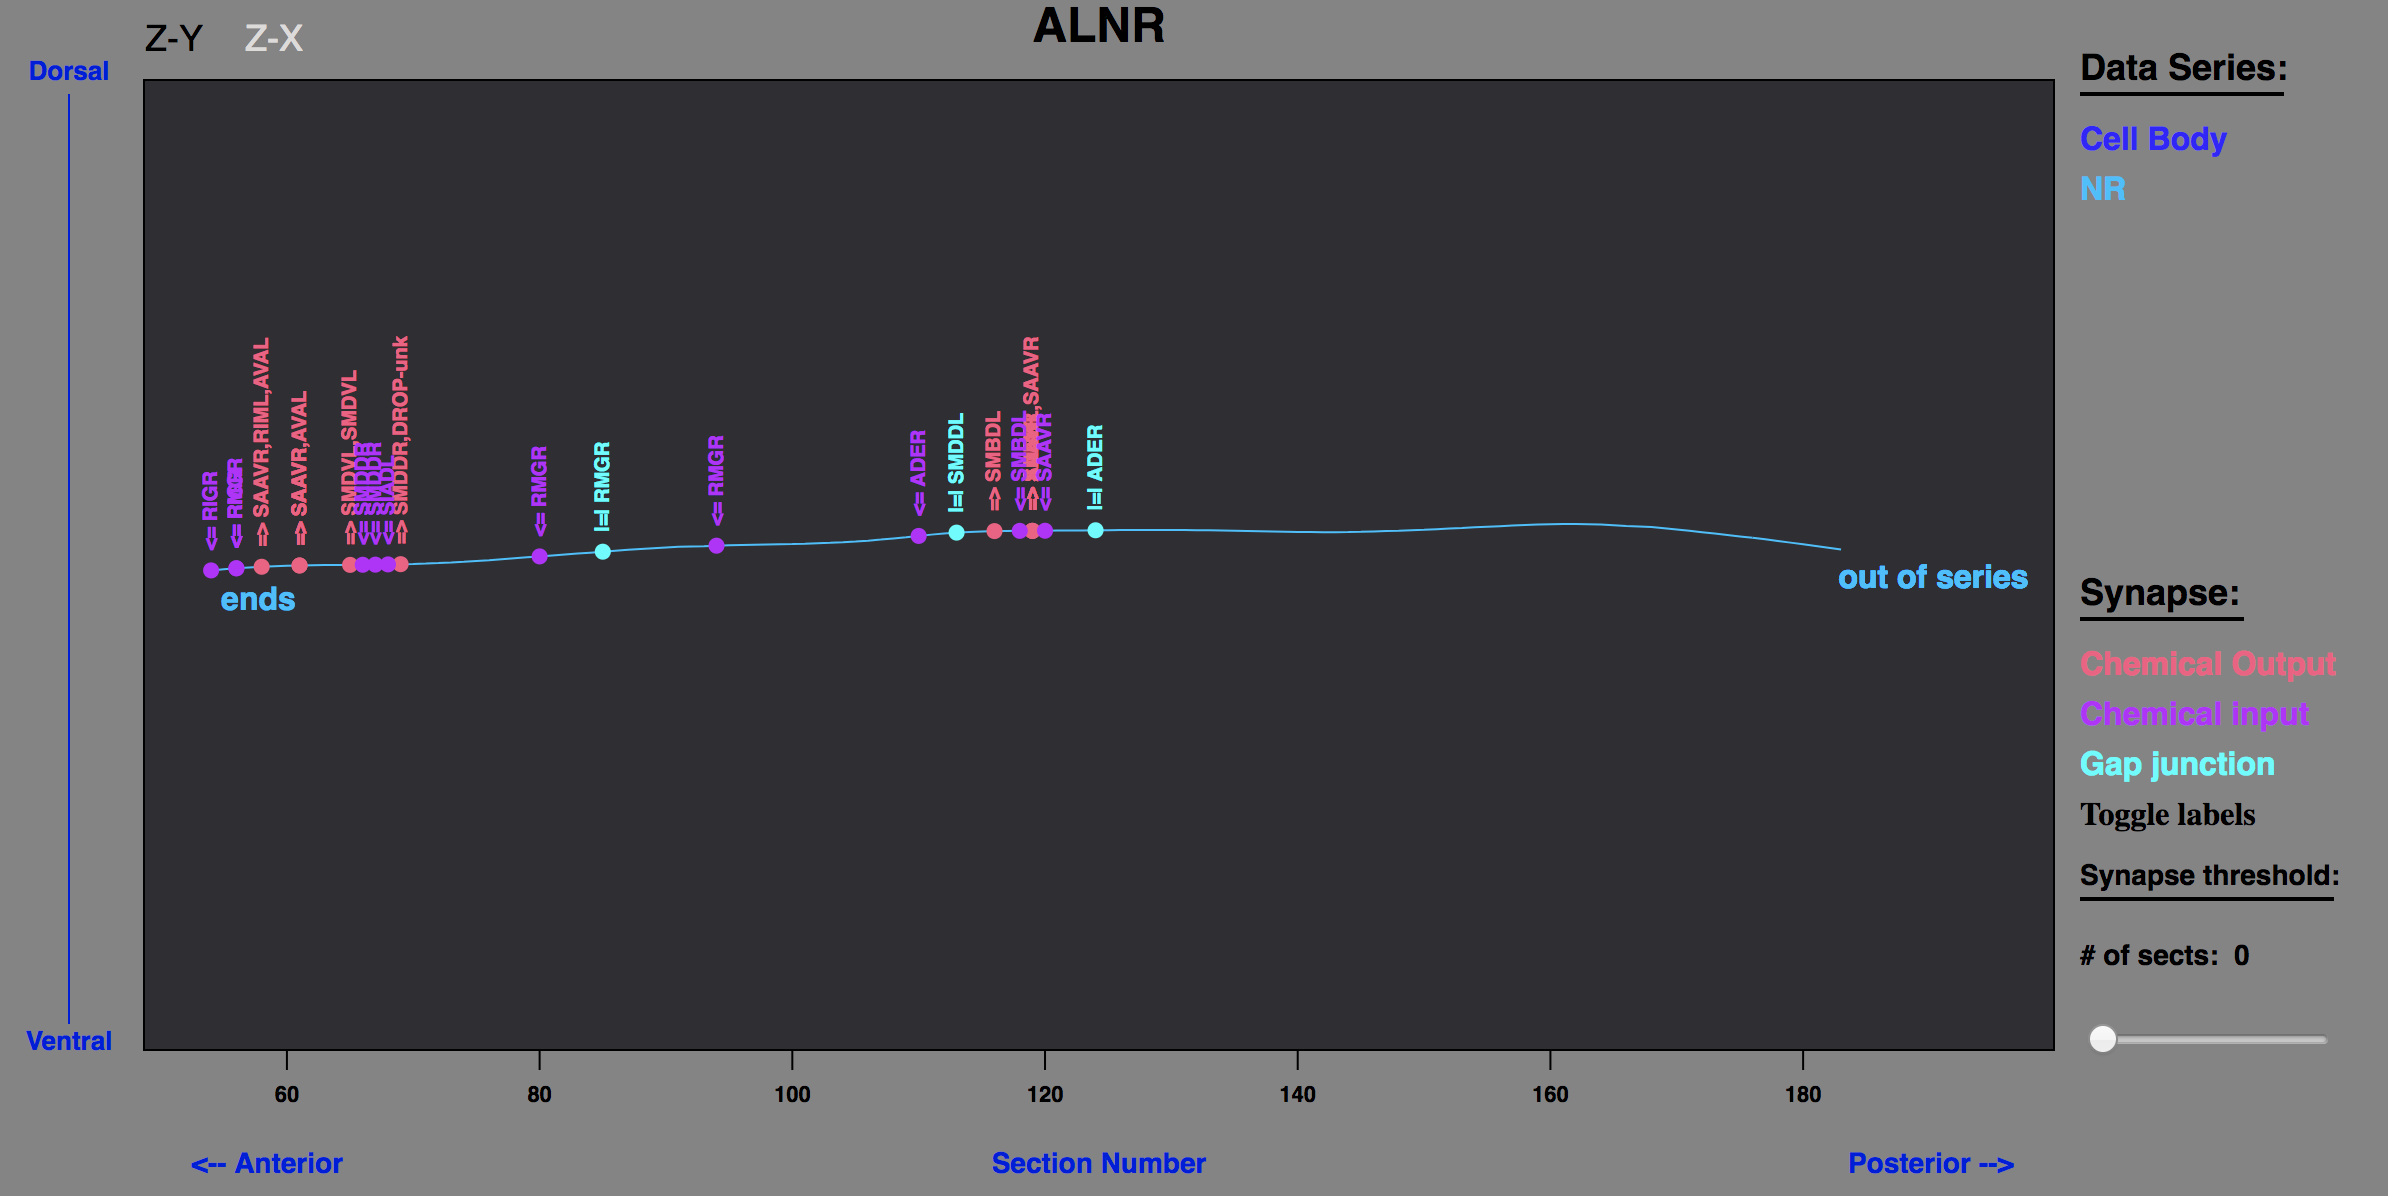 ALNR
Z-Y Z-X
Dorsal
Ventral
<= RIGR
=> SAAVR,RIML,AVAL
=> SAAVR,AVAL
=> SMDVL,SMDVL
=> SMDDR,DROP-unk
<= RMGR
|=| RMGR
<= RMGR
<= ADER
|=| SMDDL
=> SMBDL
<= SMBDL
<= SAAVR
|=| ADER
ends
out of series
60 80 100 120 140 160 180
<-- Anterior
Section Number
Posterior -->
Data Series:
Cell Body
NR
Synapse:
Chemical Output
Chemical input
Gap junction
Toggle labels
Synapse threshold:
# of sects: 0